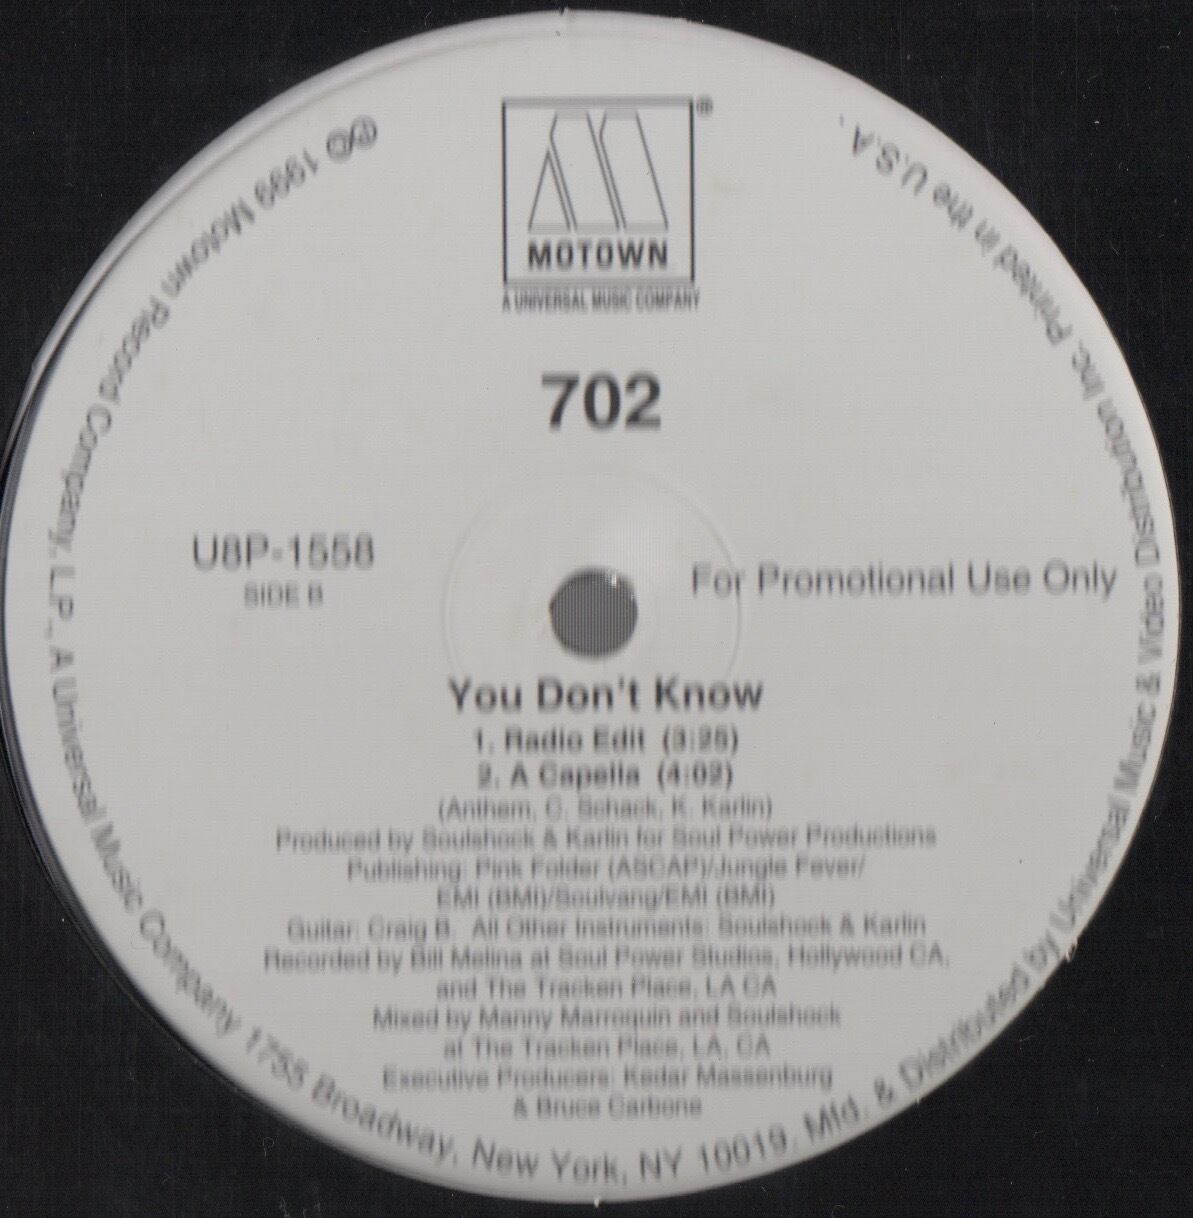 ℗© 1999 Motown Record Company, L.P., A Universal Music Company 1755 Broadway, New York, NY 10019. Mfd. & Distributed by Universal Music & Video Distribution Inc. Printed in the U.S.A.
MOTOWN ®
A UNIVERSAL MUSIC COMPANY
702
U8P-1558
SIDE B
For Promotional Use Only
You Don't Know
1. Radio Edit (3:25)
2. A Capella (4:02)
(Anthem, C. Schack, K. Karlin)
Produced by Soulshock & Karlin for Soul Power Productions
Publishing: Pink Folder (ASCAP)/Jungle Fever/
EMI (BMI)/Soulvang/EMI (BMI)
Guitar: Craig B. All Other Instruments: Soulshock & Karlin
Recorded by Bill Melina at Soul Power Studios, Hollywood CA,
and The Tracken Place, LA CA
Mixed by Manny Marroquin and Soulshock
at The Tracken Place, LA, CA
Executive Producers: Kedar Massenburg
& Bruce Carbone